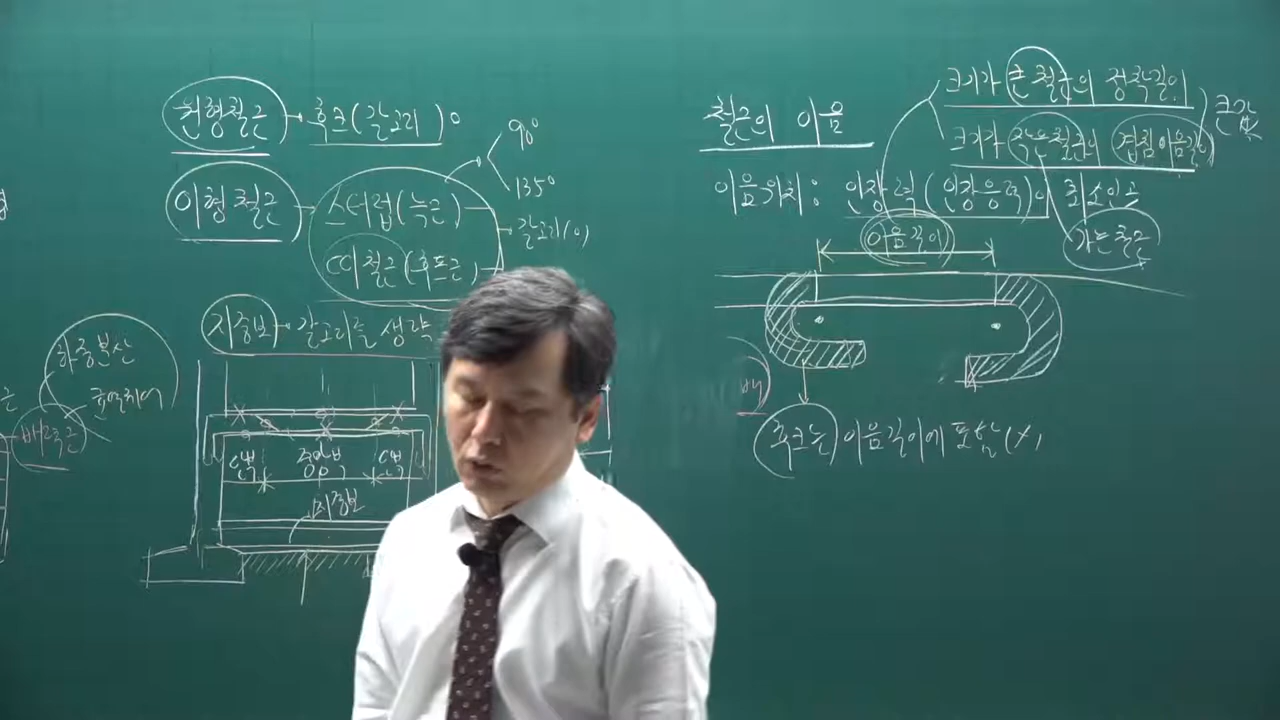 원형철근 → 후크(갈고리)。
이형철근
스터럽(늑근)
띠철근(후프근)
90°
135°
갈고리(0)
지중보 → 갈고리를 생략
하중분산
배력근
단부 중앙부 단부
지중보
철근의 이음
크기가 큰 철근의 정착길이
크기가 작은철근의 겹침이음길이
큰값
이음위치: 인장력(인장응력)이 최소인곳
가는철근
이음길이
후크는 이음길이에 포함(×)